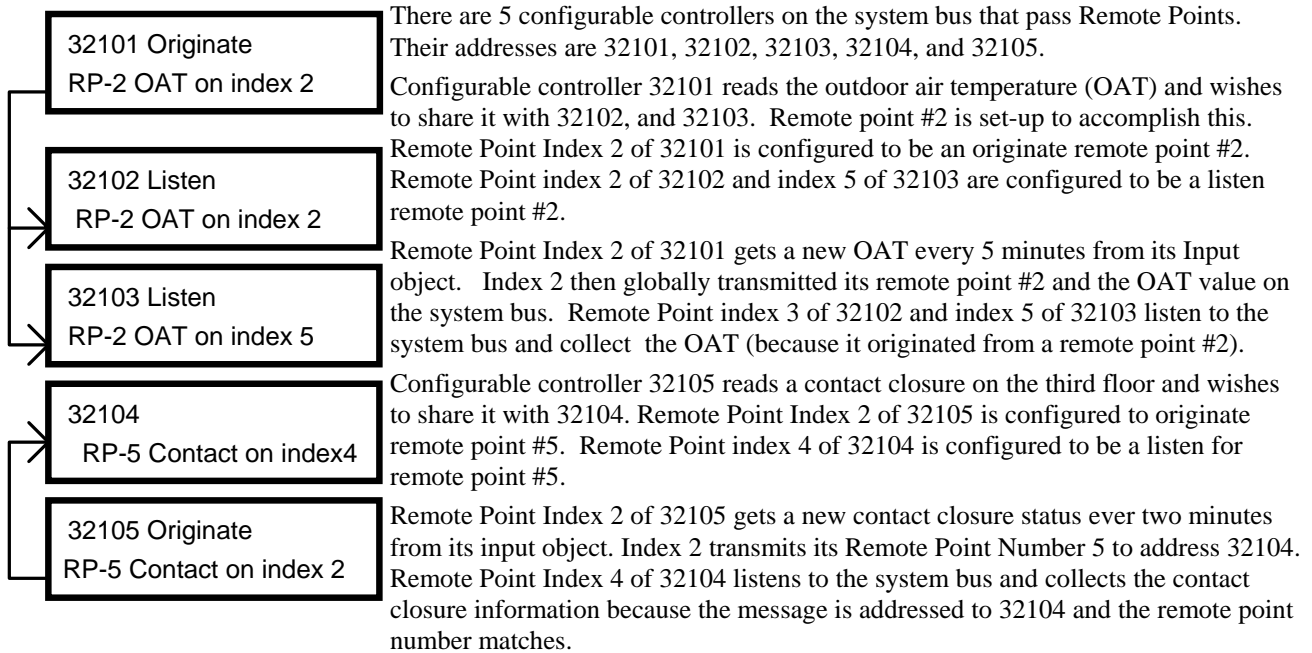 32101 Originate
RP-2 OAT on index 2
32102 Listen
RP-2 OAT on index 2
32103 Listen
RP-2 OAT on index 5
32104
RP-5 Contact on index4
32105 Originate
RP-5 Contact on index 2
There are 5 configurable controllers on the system bus that pass Remote Points.
Their addresses are 32101, 32102, 32103, 32104, and 32105.
Configurable controller 32101 reads the outdoor air temperature (OAT) and wishes
to share it with 32102, and 32103. Remote point #2 is set-up to accomplish this.
Remote Point Index 2 of 32101 is configured to be an originate remote point #2.
Remote Point index 2 of 32102 and index 5 of 32103 are configured to be a listen
remote point #2.
Remote Point Index 2 of 32101 gets a new OAT every 5 minutes from its Input
object. Index 2 then globally transmitted its remote point #2 and the OAT value on
the system bus. Remote Point index 3 of 32102 and index 5 of 32103 listen to the
system bus and collect the OAT (because it originated from a remote point #2).
Configurable controller 32105 reads a contact closure on the third floor and wishes
to share it with 32104. Remote Point Index 2 of 32105 is configured to originate
remote point #5. Remote Point index 4 of 32104 is configured to be a listen for
remote point #5.
Remote Point Index 2 of 32105 gets a new contact closure status ever two minutes
from its input object. Index 2 transmits its Remote Point Number 5 to address 32104.
Remote Point Index 4 of 32104 listens to the system bus and collects the contact
closure information because the message is addressed to 32104 and the remote point
number matches.